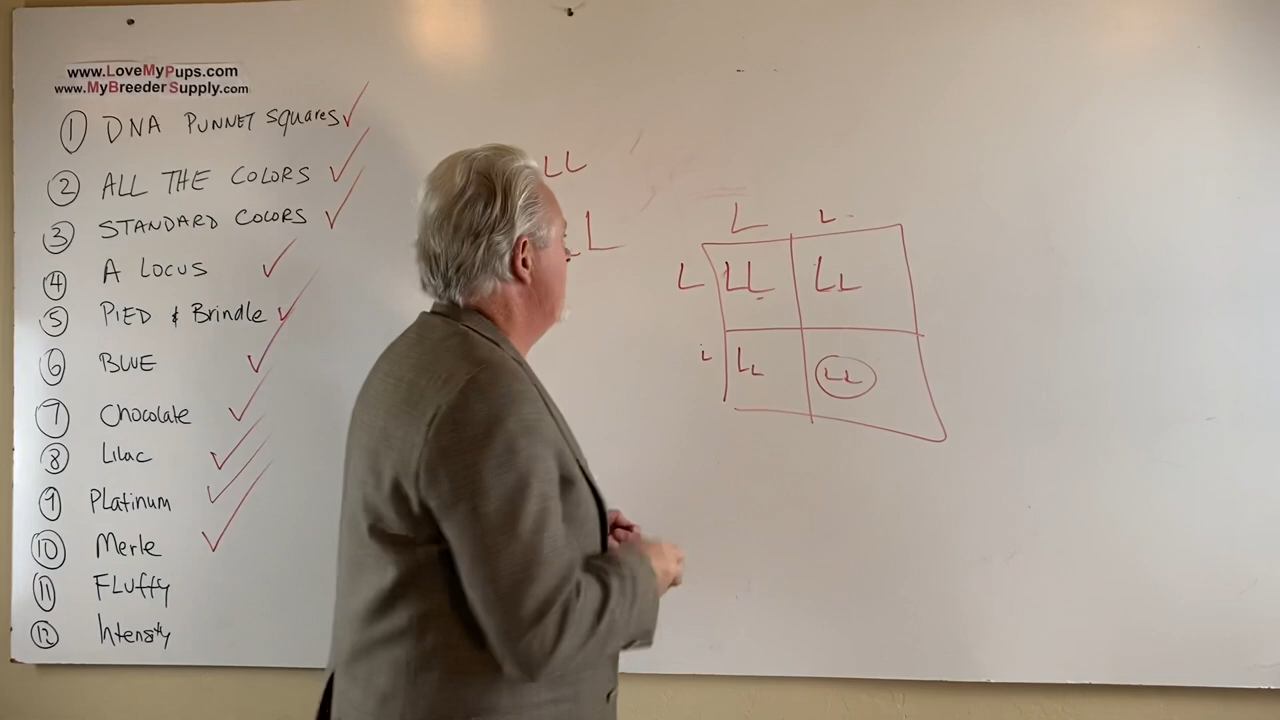 www.LoveMyPups.com
www.MyBreederSupply.com
1 DNA PUNNET Squares ✓
2 ALL THE COLORS ✓
3 STANDARD COLORS ✓
4 A LOCUS ✓
5 PIED & Brindle ✓
6 BLUE ✓
7 Chocolate ✓
8 Lilac ✓
9 Platinum ✓
10 Merle ✓
11 FLuffy
12 Intensity
LL
L
L L
L LL LL
L LL LL